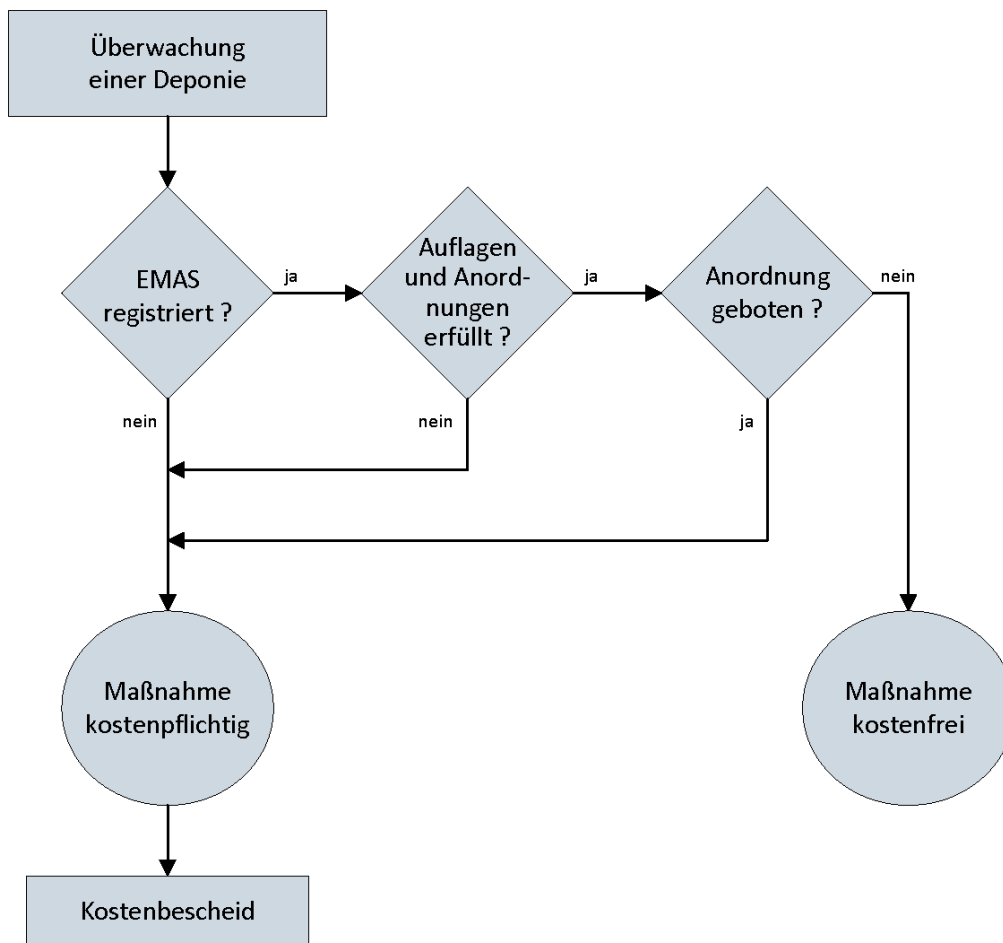 Überwachung
einer Deponie
EMAS
registriert ?
ja
Auflagen
und Anord-
nungen
erfüllt ?
ja
Anordnung
geboten ?
nein
nein
nein
ja
Maßnahme
kostenpflichtig
Maßnahme
kostenfrei
Kostenbescheid